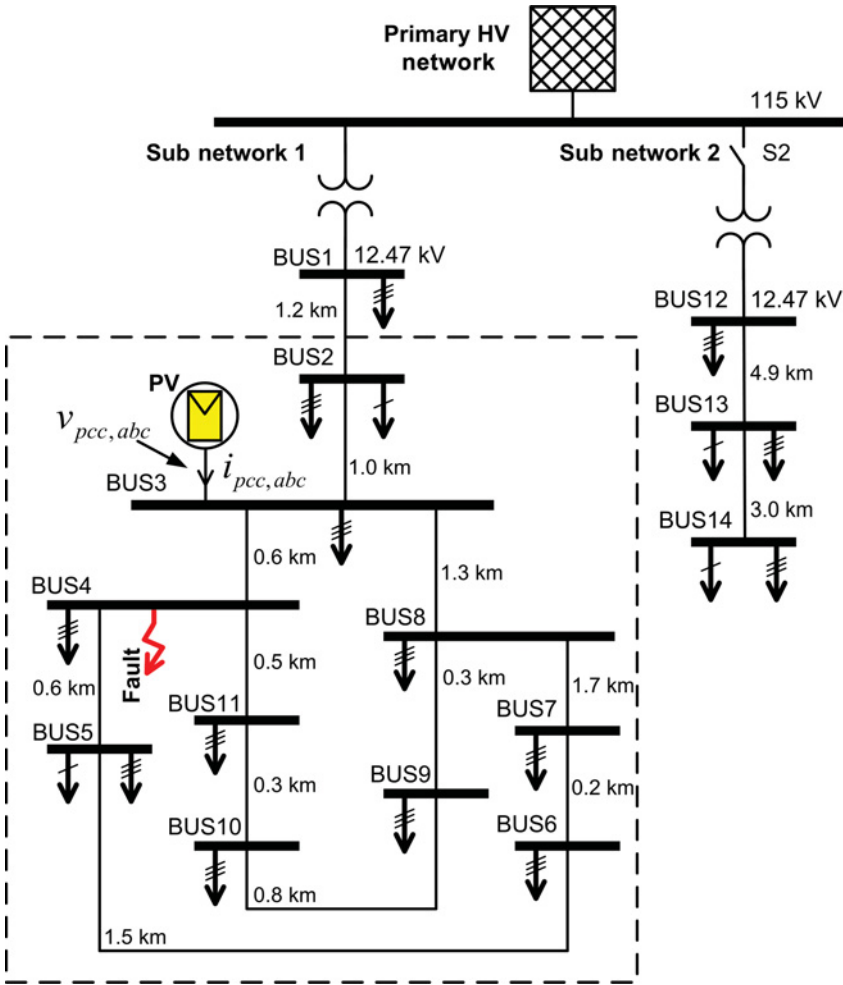 Primary HV
network
115 kV
Sub network 1
Sub network 2
S2
BUS1
12.47 kV
1.2 km
BUS12
12.47 kV
BUS2
PV
4.9 km
v pcc,abc
BUS13
i pcc,abc
1.0 km
BUS3
3.0 km
BUS14
0.6 km
1.3 km
BUS4
BUS8
Fault
0.5 km
0.3 km
1.7 km
0.6 km
BUS11
BUS7
BUS5
BUS9
0.3 km
0.2 km
BUS10
BUS6
0.8 km
1.5 km